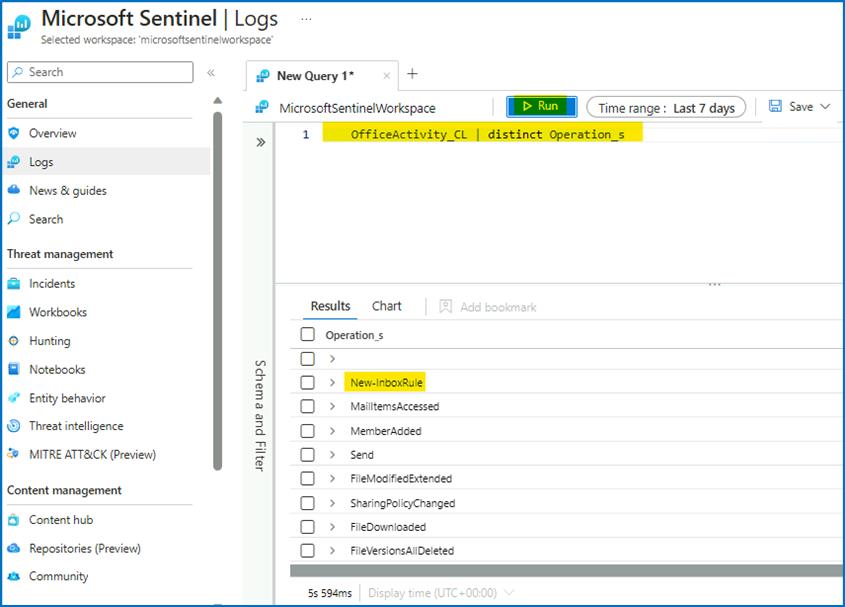 Microsoft Sentinel | Logs ...
Selected workspace: 'microsoftsentinelworkspace'
Search
«
General
Overview
Logs
News & guides
Search
Threat management
Incidents
Workbooks
Hunting
Notebooks
Entity behavior
Threat intelligence
MITRE ATT&CK (Preview)
Content management
Content hub
Repositories (Preview)
Community
New Query 1*
MicrosoftSentinelWorkspace
Run
Time range : Last 7 days
Save
1 OfficeActivity_CL | distinct Operation_s
Schema and Filter
Results Chart Add bookmark
Operation_s
New-InboxRule
MailItemsAccessed
MemberAdded
Send
FileModifiedExtended
SharingPolicyChanged
FileDownloaded
FileVersionsAllDeleted
5s 594ms Display time (UTC+00:00)